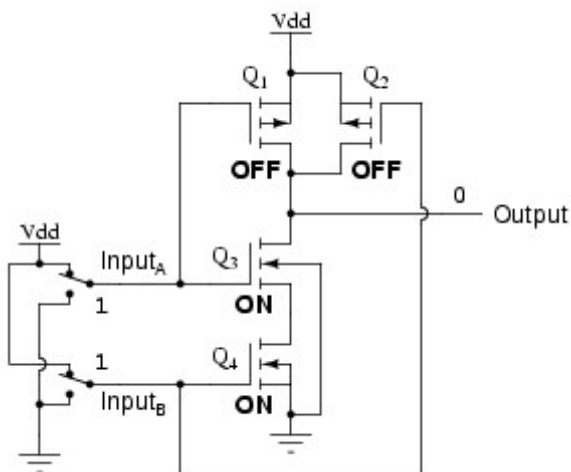 Vdd
Q1 Q2
OFF OFF
0
Output
Vdd
InputA
Q3
1
ON
1
Q4
InputB
ON